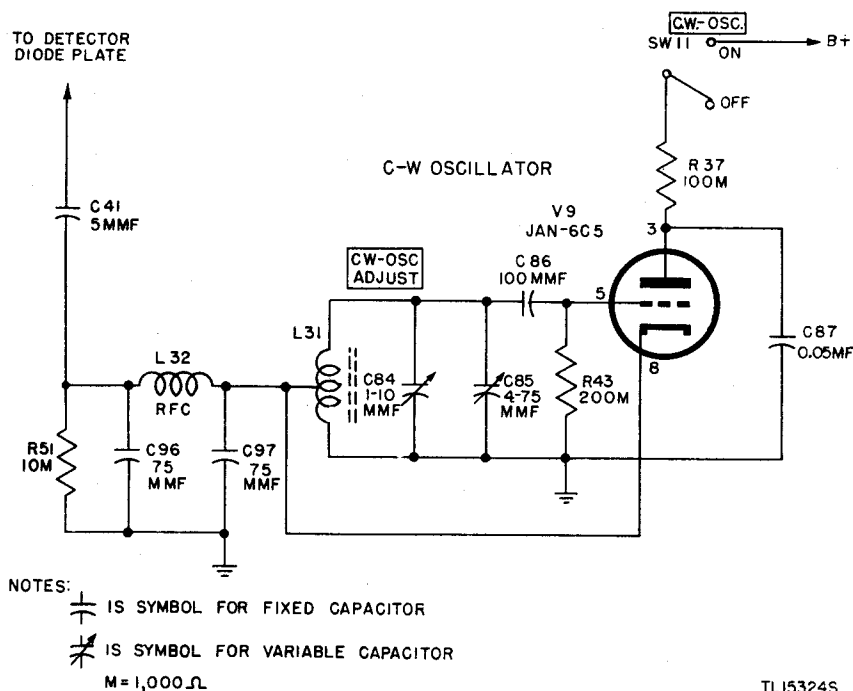 TO DETECTOR
DIODE PLATE
C.W.-OSC.
SW11
ON
B+
OFF
C-W OSCILLATOR
R37
100M
C41
5MMF
V9
JAN-6C5
3
CW-OSC
ADJUST
C86
100MMF
5
8
C87
0.05MF
L31
L32
RFC
C84
1-10
MMF
C85
4-75
MMF
R43
200M
R51
10M
C96
75
MMF
C97
75
MMF
NOTES:
IS SYMBOL FOR FIXED CAPACITOR
IS SYMBOL FOR VARIABLE CAPACITOR
M=1,000Ω
TL15324S